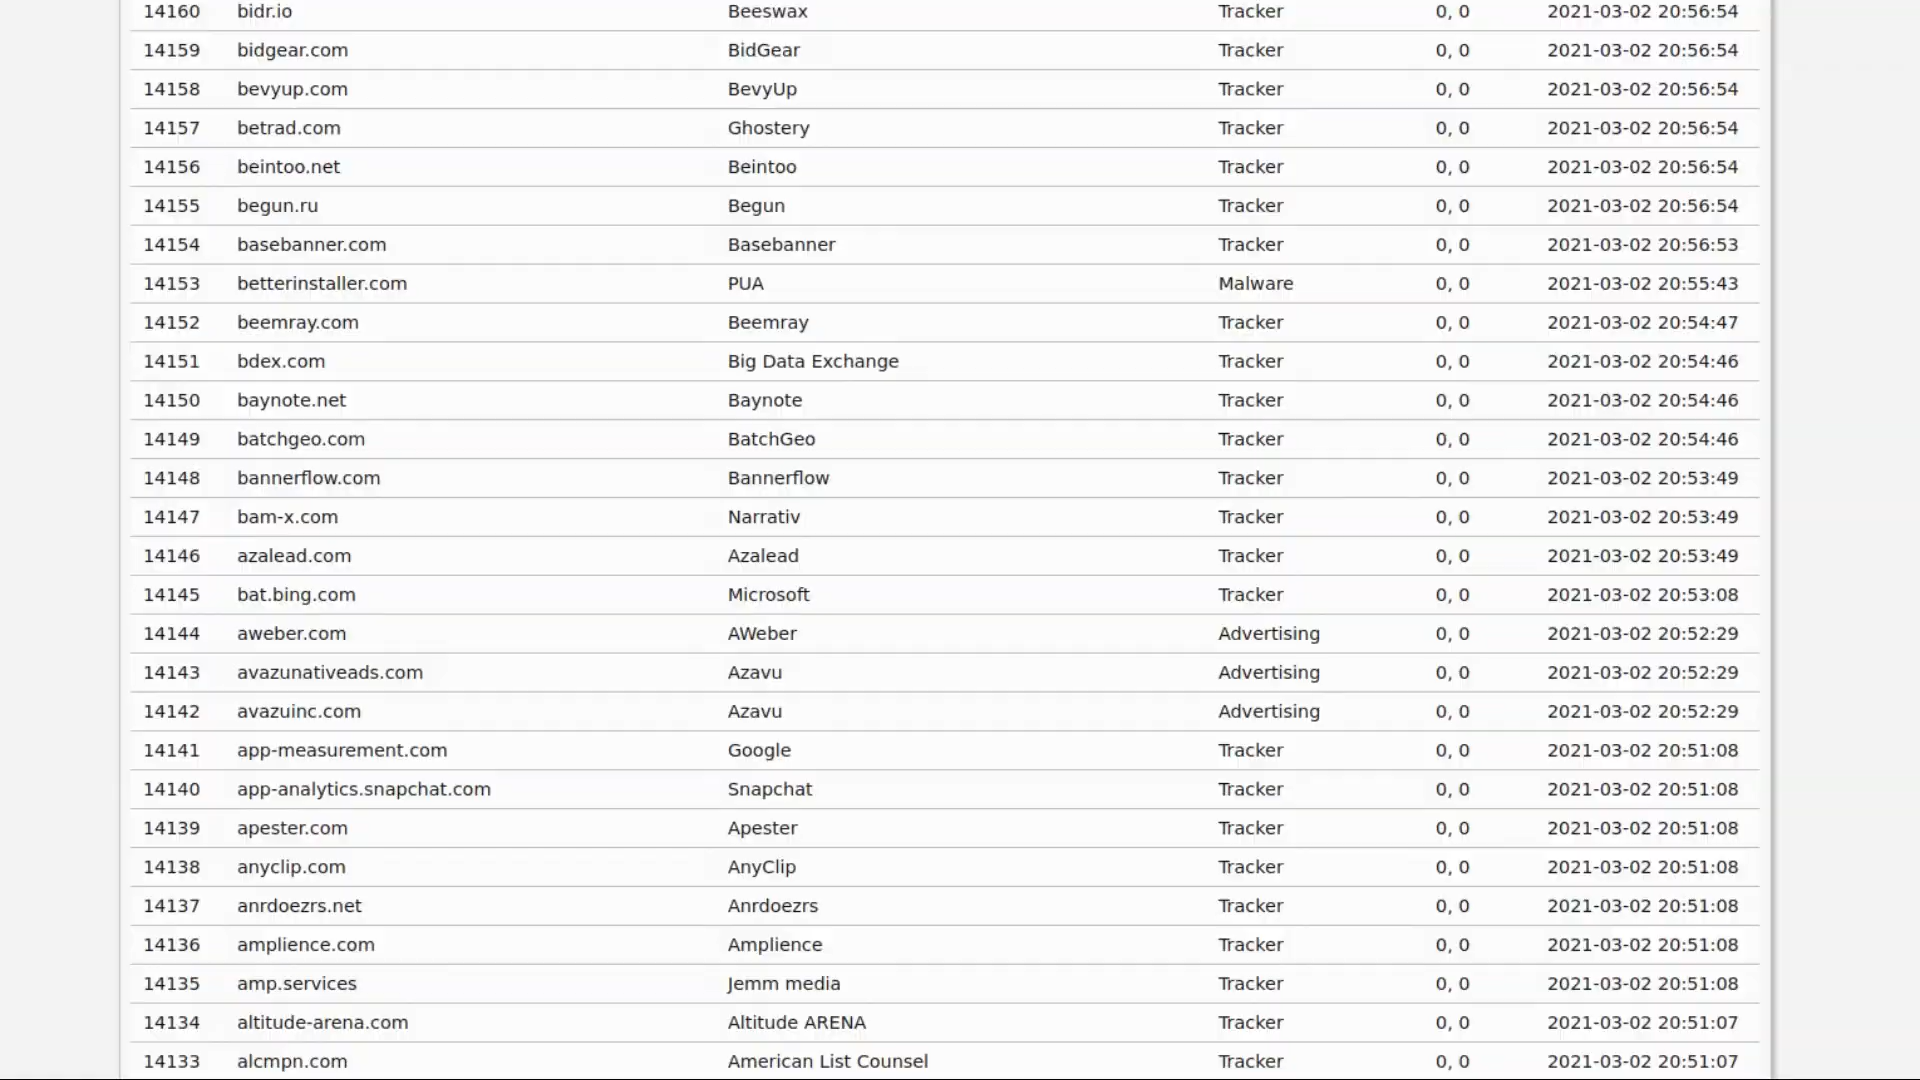 14160 bidr.io Beeswax Tracker 0, 0 2021-03-02 20:56:54
14159 bidgear.com BidGear Tracker 0, 0 2021-03-02 20:56:54
14158 bevyup.com BevyUp Tracker 0, 0 2021-03-02 20:56:54
14157 betrad.com Ghostery Tracker 0, 0 2021-03-02 20:56:54
14156 beintoo.net Beintoo Tracker 0, 0 2021-03-02 20:56:54
14155 begun.ru Begun Tracker 0, 0 2021-03-02 20:56:54
14154 basebanner.com Basebanner Tracker 0, 0 2021-03-02 20:56:53
14153 betterinstaller.com PUA Malware 0, 0 2021-03-02 20:55:43
14152 beemray.com Beemray Tracker 0, 0 2021-03-02 20:54:47
14151 bdex.com Big Data Exchange Tracker 0, 0 2021-03-02 20:54:46
14150 baynote.net Baynote Tracker 0, 0 2021-03-02 20:54:46
14149 batchgeo.com BatchGeo Tracker 0, 0 2021-03-02 20:54:46
14148 bannerflow.com Bannerflow Tracker 0, 0 2021-03-02 20:53:49
14147 bam-x.com Narrativ Tracker 0, 0 2021-03-02 20:53:49
14146 azalead.com Azalead Tracker 0, 0 2021-03-02 20:53:49
14145 bat.bing.com Microsoft Tracker 0, 0 2021-03-02 20:53:08
14144 aweber.com AWeber Advertising 0, 0 2021-03-02 20:52:29
14143 avazunativeads.com Azavu Advertising 0, 0 2021-03-02 20:52:29
14142 avazuinc.com Azavu Advertising 0, 0 2021-03-02 20:52:29
14141 app-measurement.com Google Tracker 0, 0 2021-03-02 20:51:08
14140 app-analytics.snapchat.com Snapchat Tracker 0, 0 2021-03-02 20:51:08
14139 apester.com Apester Tracker 0, 0 2021-03-02 20:51:08
14138 anyclip.com AnyClip Tracker 0, 0 2021-03-02 20:51:08
14137 anrdoezrs.net Anrdoezrs Tracker 0, 0 2021-03-02 20:51:08
14136 amplience.com Amplience Tracker 0, 0 2021-03-02 20:51:08
14135 amp.services Jemm media Tracker 0, 0 2021-03-02 20:51:08
14134 altitude-arena.com Altitude ARENA Tracker 0, 0 2021-03-02 20:51:07
14133 alcmpn.com American List Counsel Tracker 0, 0 2021-03-02 20:51:07